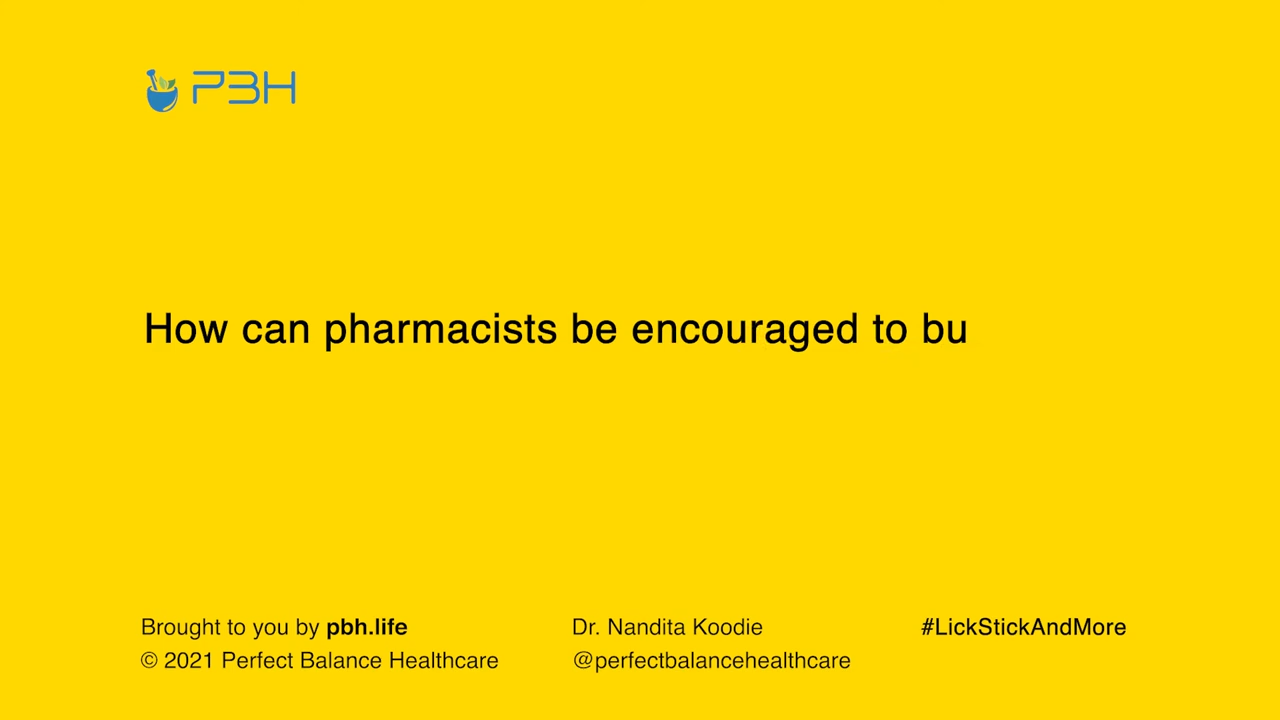 PBH
How can pharmacists be encouraged to bu
Brought to you by pbh.life
© 2021 Perfect Balance Healthcare
Dr. Nandita Koodie
@perfectbalancehealthcare
#LickStickAndMore